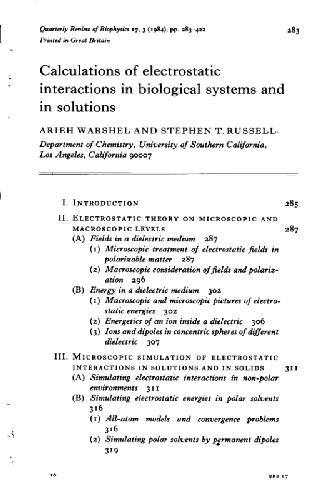 Quarterly Review of Biophysics 17, 3 (1984), pp. 283-422 283
Printed in Great Britain
Calculations of electrostatic
interactions in biological systems and
in solutions
ARIEH WARSHEL AND STEPHEN T. RUSSELL
Department of Chemistry, University of Southern California,
Los Angeles, California 90007
I. INTRODUCTION 285
II. ELECTROSTATIC THEORY ON MICROSCOPIC AND
MACROSCOPIC LEVELS 287
(A) Fields in a dielectric medium 287
(1) Microscopic treatment of electrostatic fields in
polarizable matter 287
(2) Macroscopic consideration of fields and polariz-
ation 296
(B) Energy in a dielectric medium 302
(1) Macroscopic and microscopic pictures of electro-
static energies 302
(2) Energetics of an ion inside a dielectric 306
(3) Ions and dipoles in concentric spheres of different
dielectric 307
III. MICROSCOPIC SIMULATION OF ELECTROSTATIC
INTERACTIONS IN SOLUTIONS AND IN SOLIDS 311
(A) Simulating electrostatic interactions in non-polar
environments 311
(B) Simulating electrostatic energies in polar solvents
316
(1) All-atom models and convergence problems
316
(2) Simulating polar solvents by permanent dipoles
319